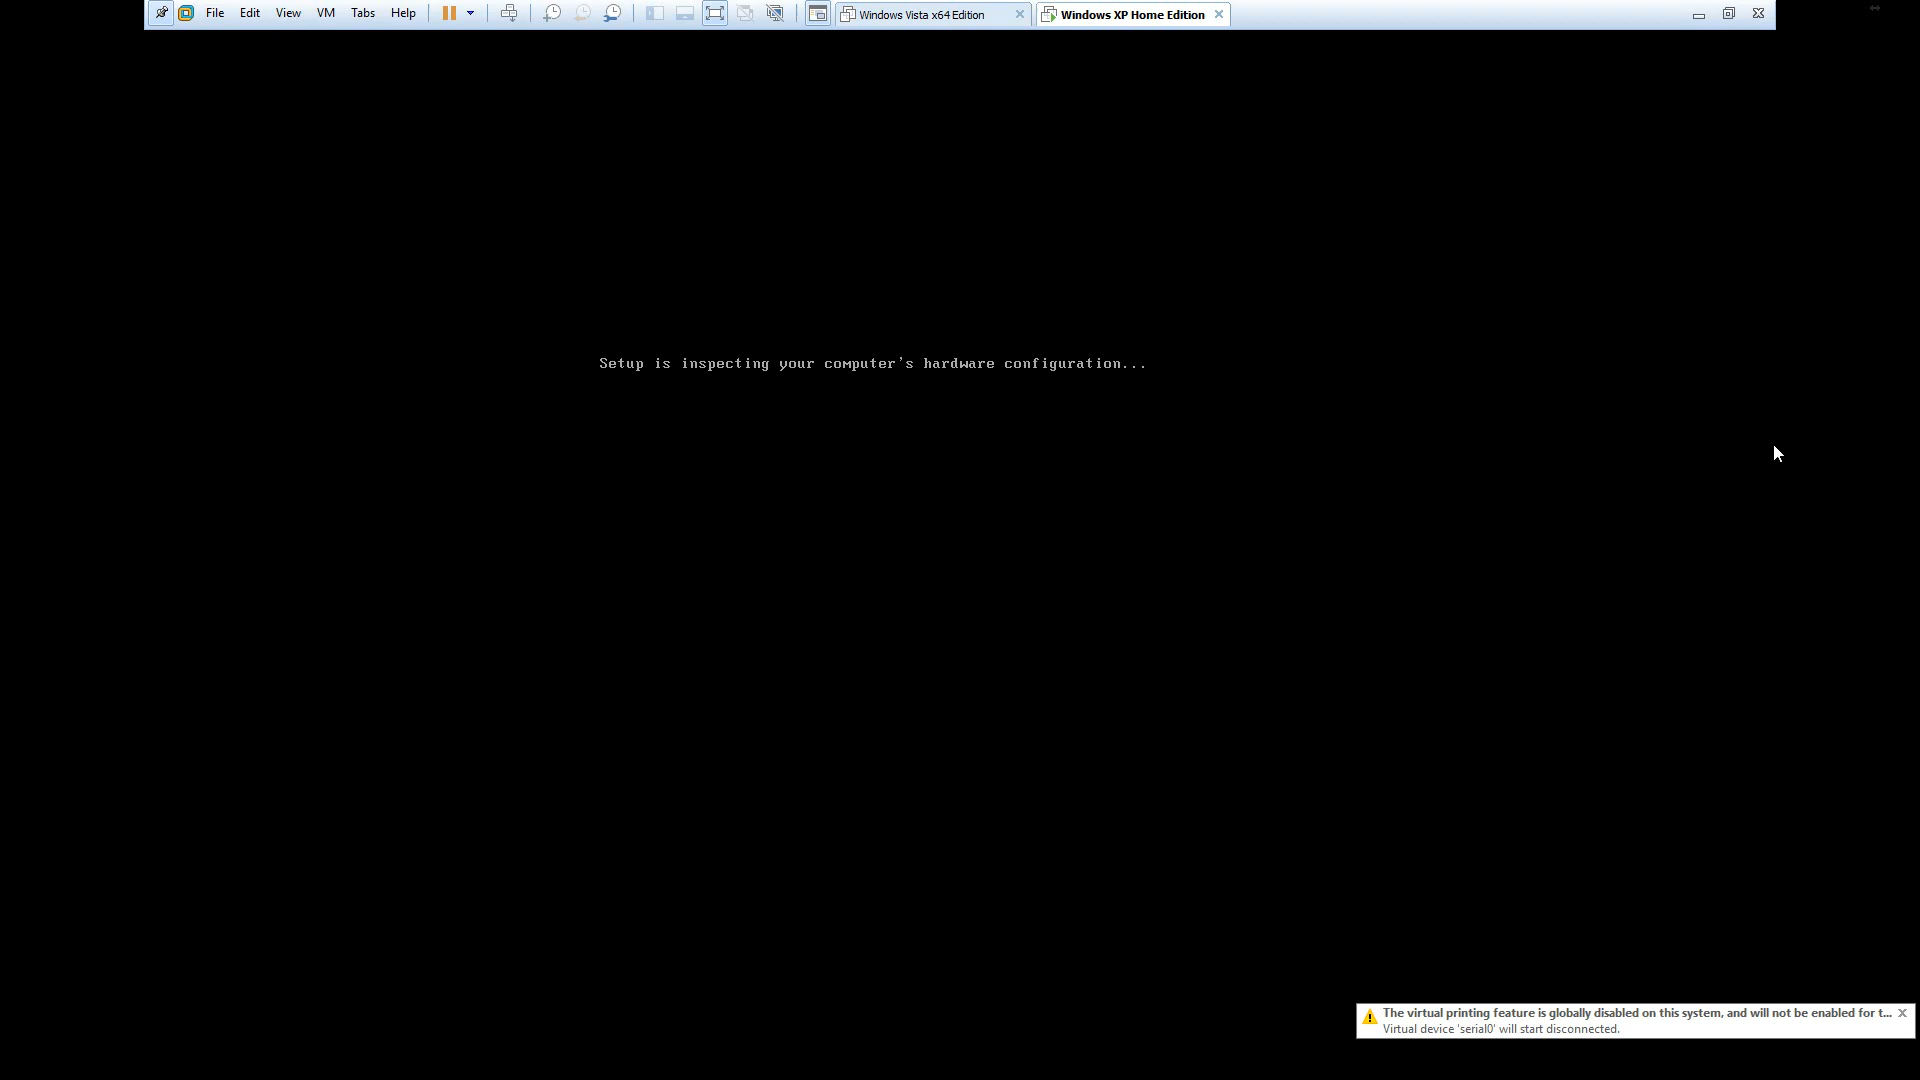 File Edit View VM Tabs Help Windows Vista x64 Edition Windows XP Home Edition
Setup is inspecting your computer's hardware configuration...
The virtual printing feature is globally disabled on this system, and will not be enabled for t...
Virtual device 'serial0' will start disconnected.